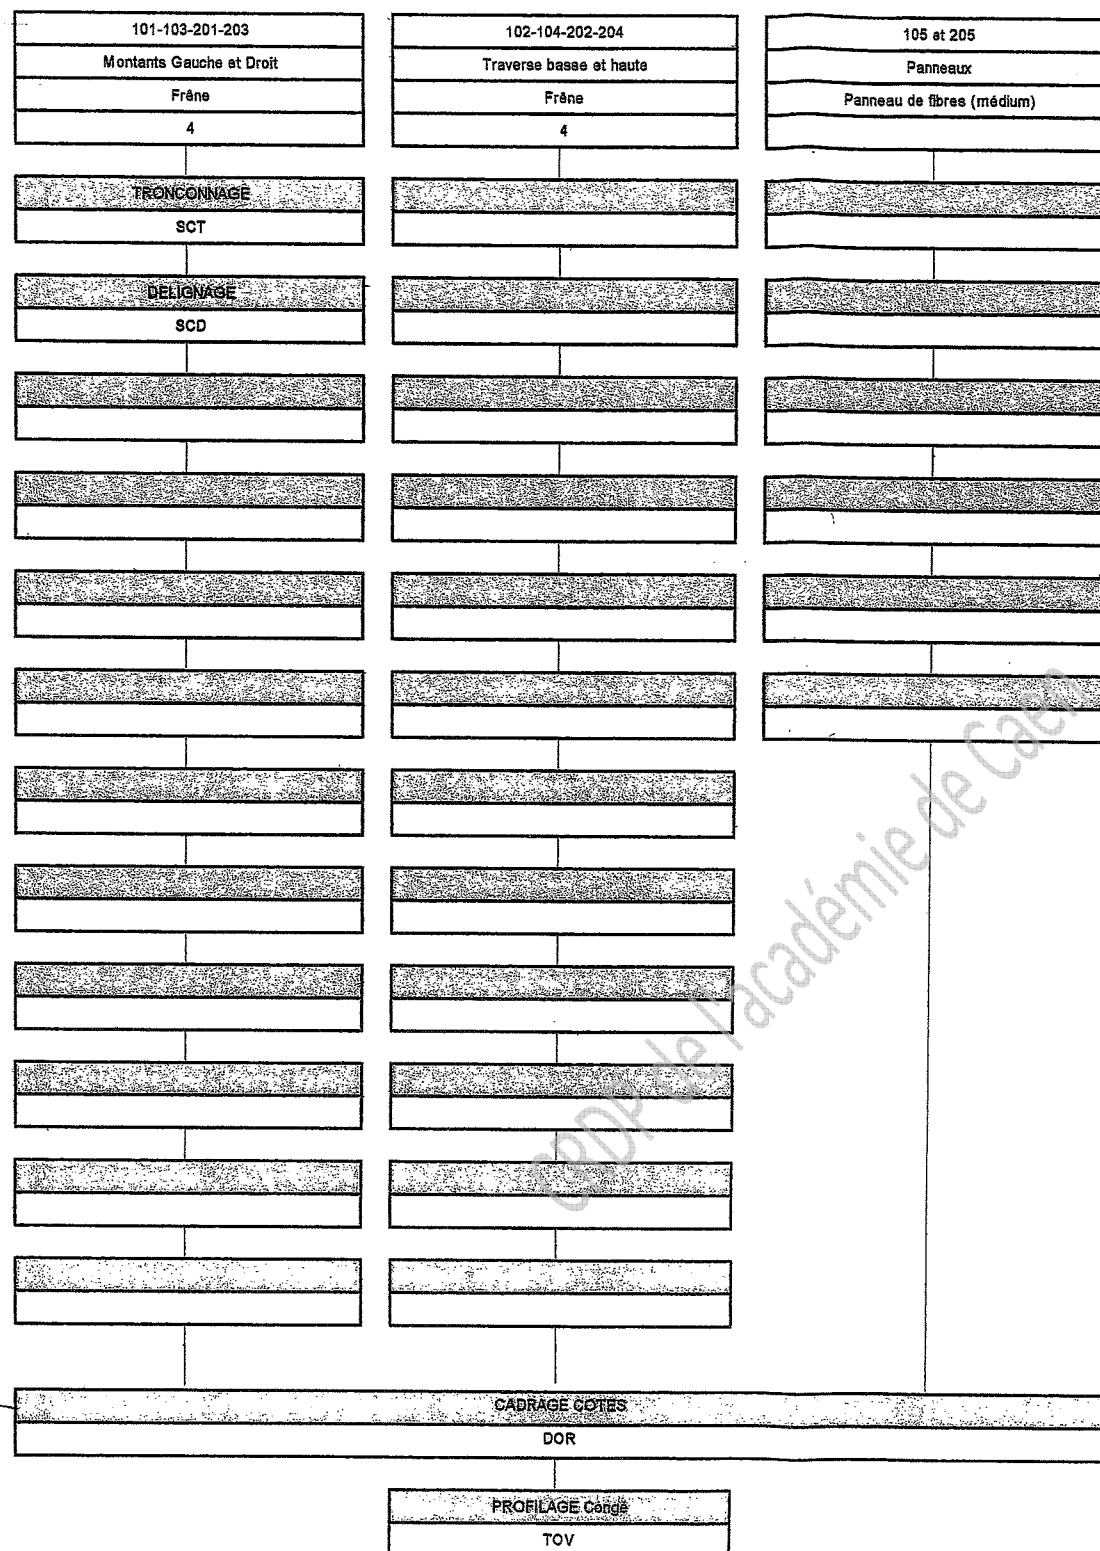 101-103-201-203
Montants Gauche et Droit
Frêne
4
TRONCONNAGE
SCT
DELIGNAGE
SCD
102-104-202-204
Traverse basse et haute
Frêne
4
105 et 205
Panneaux
Panneau de fibres (médium)
CADRAGE COTES
DOR
PROFILAGE Congé
TOV
CRDP de l'académie de Caen